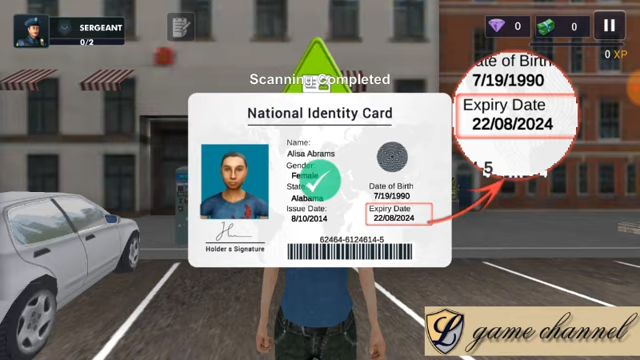 SERGEANT
0/2
0
0
0 XP
Scanning Completed
National Identity Card
Name:
Alisa Abrams
Gender:
Female
State:
Alabama
Issue Date:
8/10/2014
Date of Birth
7/19/1990
Expiry Date
22/08/2024
Holder s Signature
62464-6124614-5
ate of Birth
7/19/1990
Expiry Date
22/08/2024
L game channel